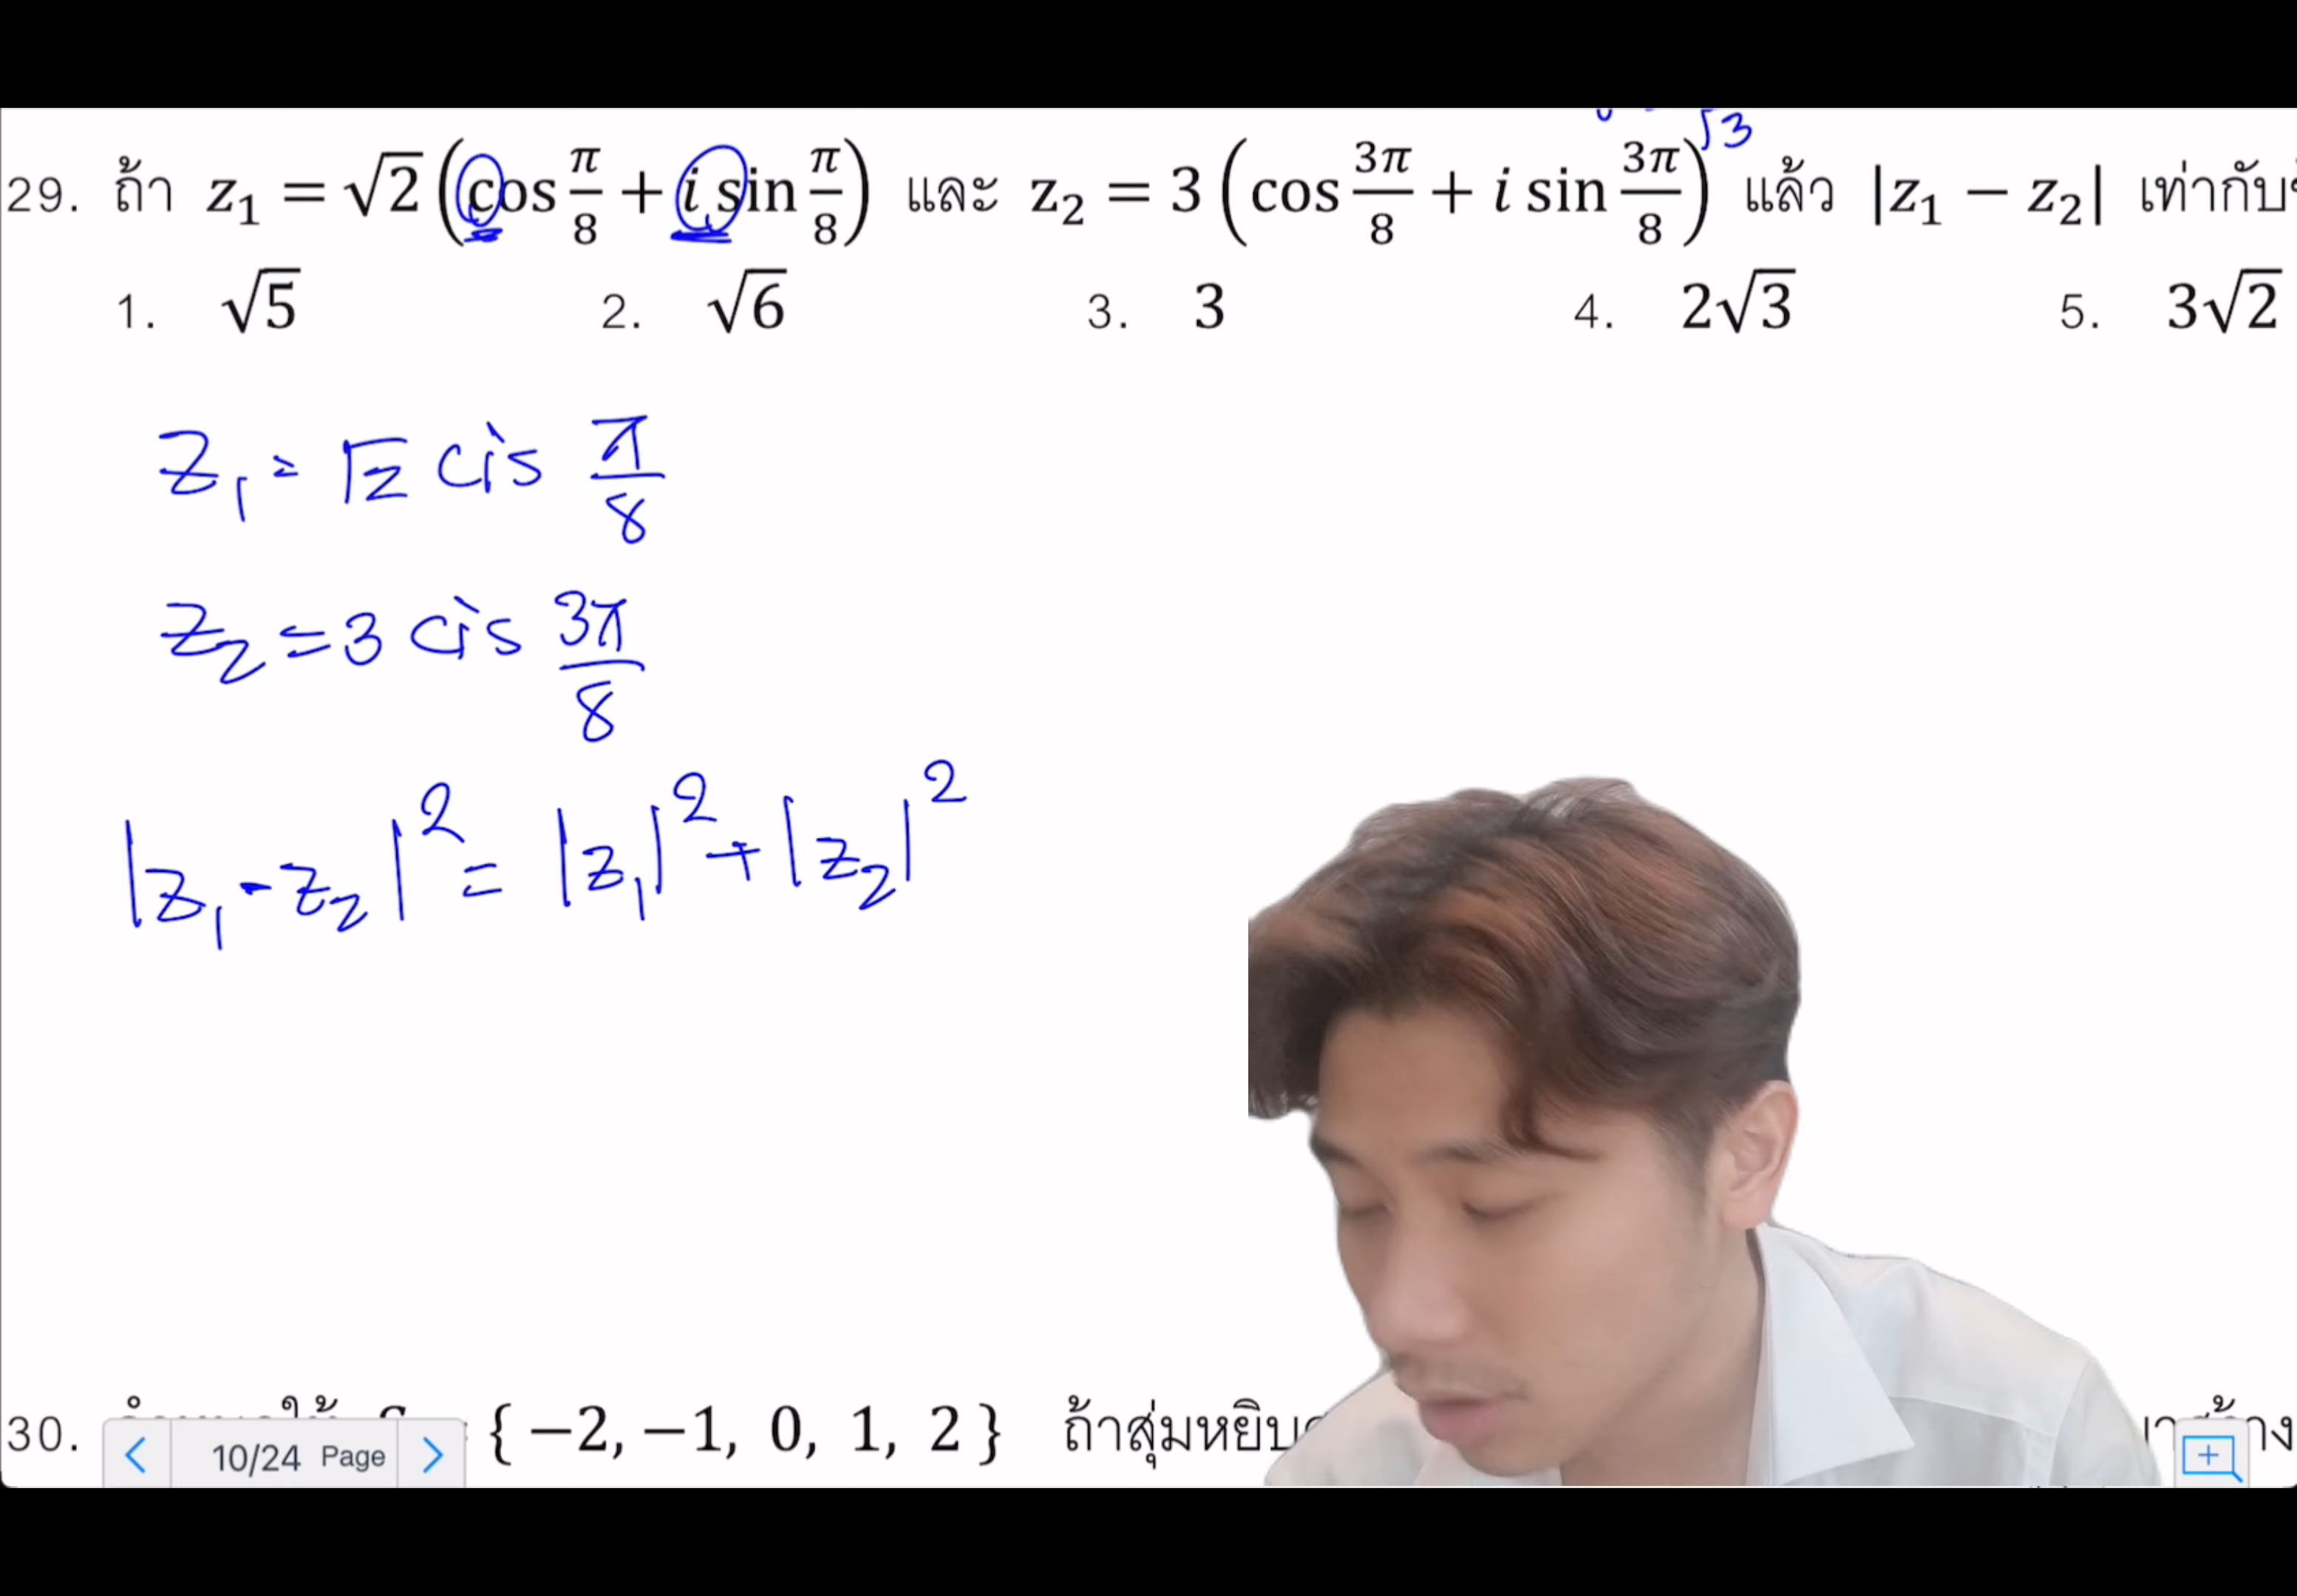 √3
29. ถ้า z₁ = √2 (cos π/8 + i sin π/8) และ z₂ = 3 (cos 3π/8 + i sin 3π/8) แล้ว |z₁ − z₂| เท่ากับ
1. √5 2. √6 3. 3 4. 2√3 5. 3√2
z₁ = √2 cis π/8
z₂ = 3 cis 3π/8
|z₁ - z₂|² = |z₁|² + |z₂|²
30. { −2, −1, 0, 1, 2 } ถ้าสุ่มหยิบ
10/24 Page